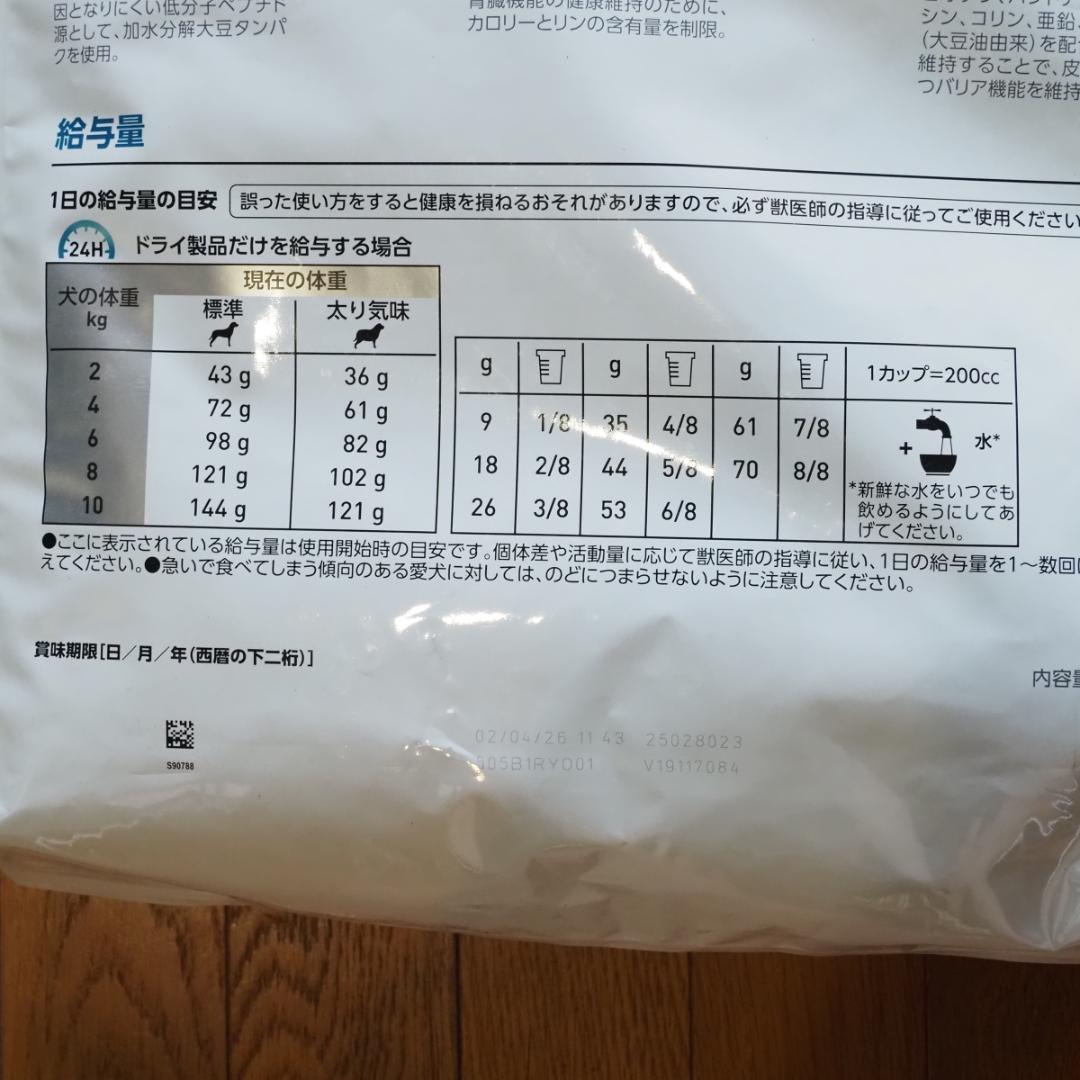 因となりにくい低分子ペプチド
源として、加水分解大豆タンパ
クを使用。
腎臓機能の健康維持のために、
カロリーとリンの含有量を制限。
シン、コリン、亜鉛
(大豆油由来)を配
維持することで、皮
つバリア機能を維持
給与量
1日の給与量の目安
誤った使い方をすると健康を損ねるおそれがありますので、必ず獣医師の指導に従ってご使用ください
24H
ドライ製品だけを給与する場合
犬の体重 kg
現在の体重
標準 太り気味
2 43 g 36 g
4 72 g 61 g
6 98 g 82 g
8 121 g 102 g
10 144 g 121 g
g g g 1カップ=200cc
9 1/8 35 4/8 61 7/8
18 2/8 44 5/8 70 8/8
26 3/8 53 6/8
+ 水*
*新鮮な水をいつでも
飲めるようにしてあ
げてください。
●ここに表示されている給与量は使用開始時の目安です。個体差や活動量に応じて獣医師の指導に従い、1日の給与量を1〜数回
えてください。●急いで食べてしまう傾向のある愛犬に対しては、のどにつまらせないように注意してください。
賞味期限[日/月/年(西暦の下二桁)]
内容量
S90788
02/04/26 11 43 25028023
V19117084